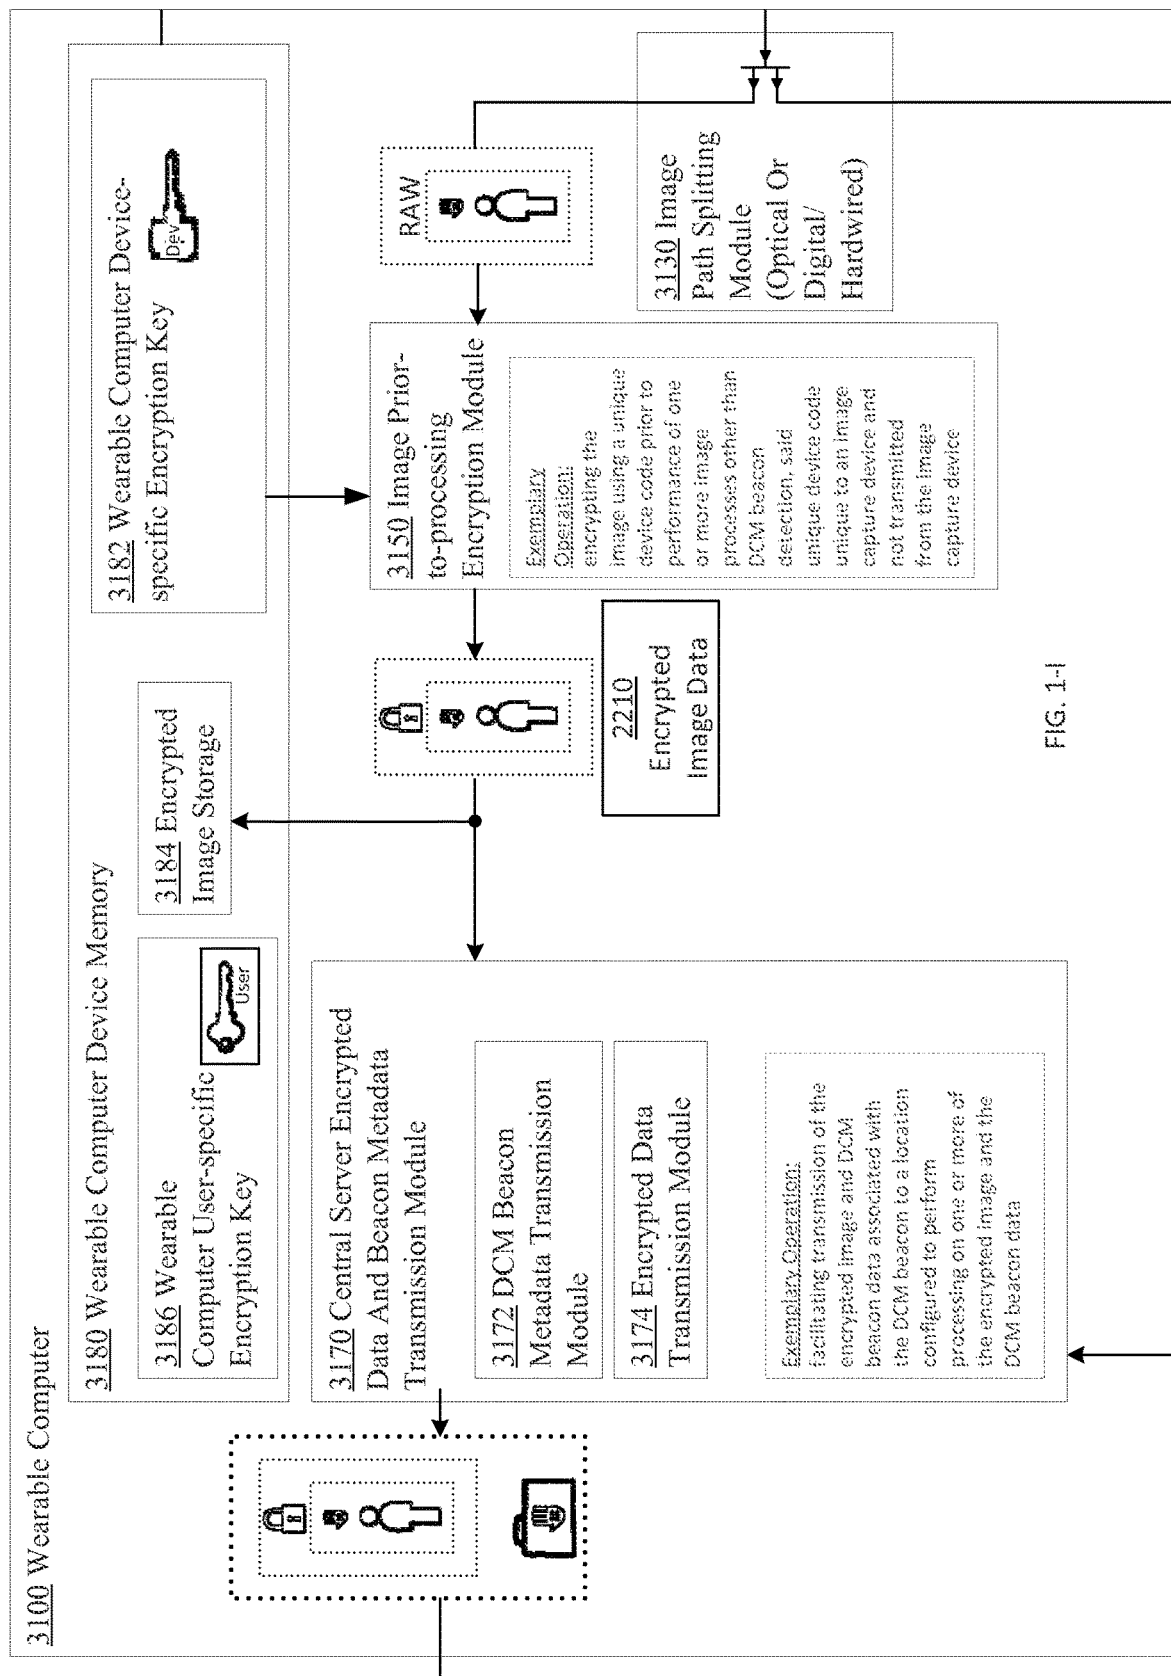 3100 Wearable Computer
3180 Wearable Computer Device Memory
3186 Wearable
Computer User-specific
Encryption Key
User
3184 Encrypted
Image Storage
3182 Wearable Computer Device-
specific Encryption Key
Dev
3170 Central Server Encrypted
Data And Beacon Metadata
Transmission Module
3172 DCM Beacon
Metadata Transmission
Module
3174 Encrypted Data
Transmission Module
Exemplary Operation:
facilitating transmission of the
encrypted image and DCM
beacon data associated with
the DCM beacon to a location
configured to perform
processing on one or more of
the encrypted image and the
DCM beacon data
2210
Encrypted
Image Data
3150 Image Prior-
to-processing
Encryption Module
Exemplary
Operation:
encrypting the
image using a unique
device code prior to
performance of one
or more image
processes other than
DCM beacon
detection, said
unique device code
unique to an image
capture device and
not transmitted
from the image
capture device
RAW
3130 Image
Path Splitting
Module
(Optical Or
Digital/
Hardwired)
FIG. 1-I